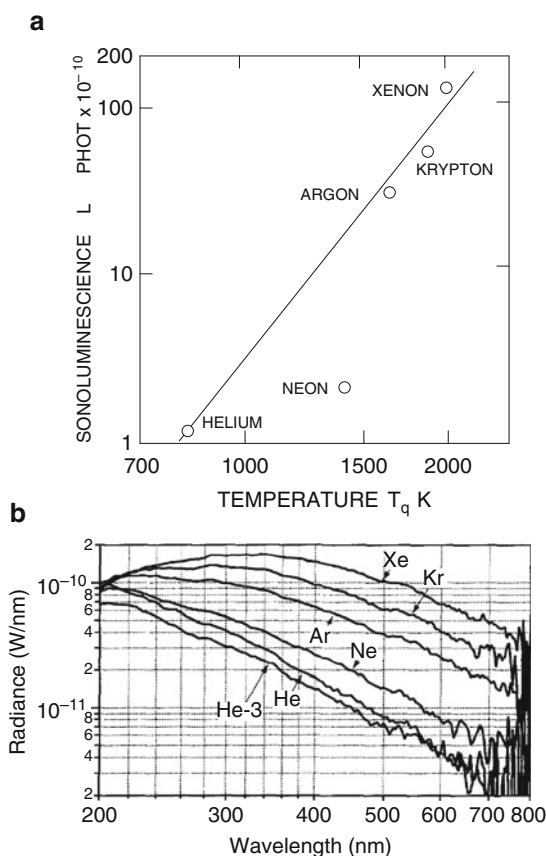 a
SONOLUMINESCIENCE L PHOT x 10⁻¹⁰
200
100
10
1
XENON
KRYPTON
ARGON
NEON
HELIUM
700 1000 1500 2000
TEMPERATURE T_q K
b
Radiance (W/nm)
2
10⁻¹⁰
8
6
4
2
10⁻¹¹
8
6
4
2
Xe
Kr
Ar
Ne
He
He-3
200 300 400 500 600 700 800
Wavelength (nm)